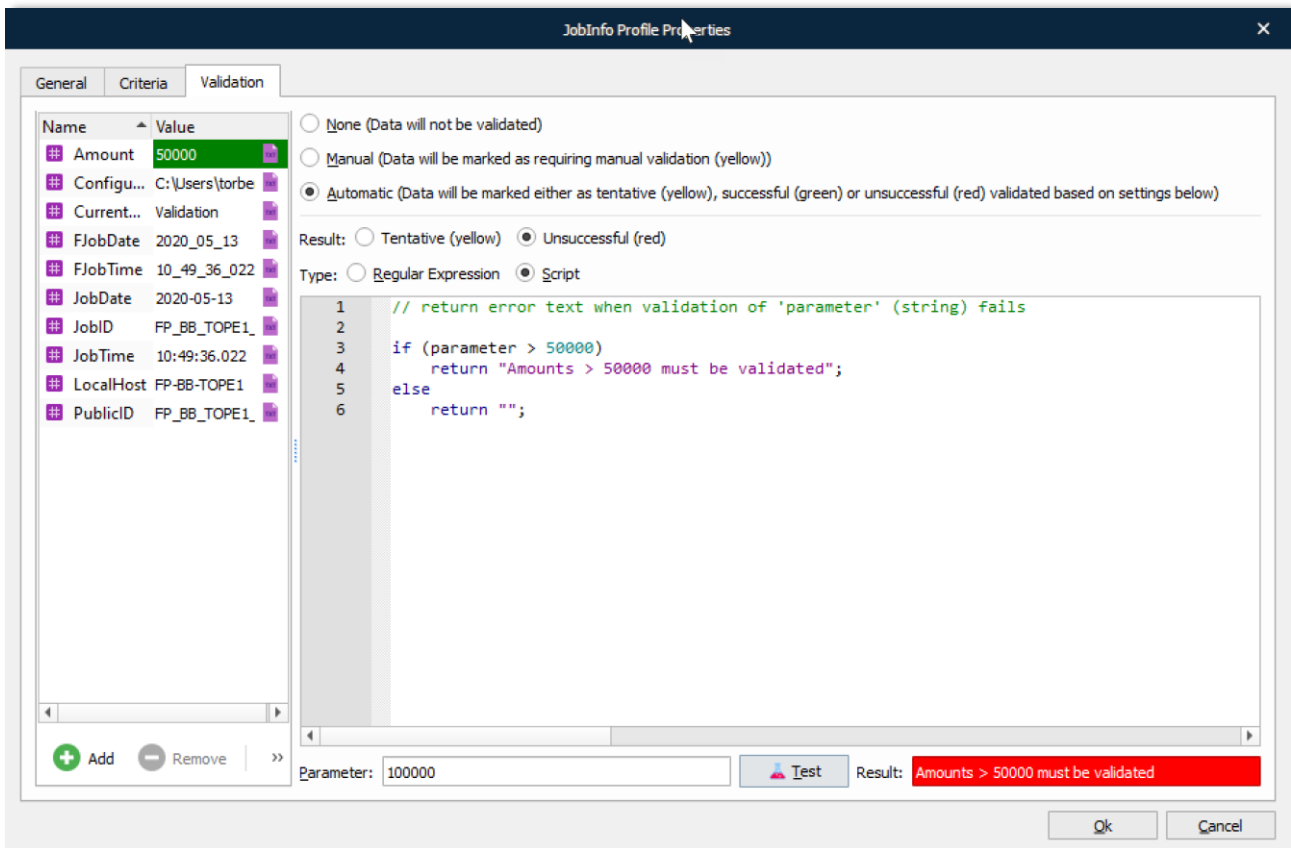 JobInfo Profile Properties
General Criteria Validation
Name Value
Amount 50000
Configu... C:\Users\torbe
Current... Validation
FJobDate 2020_05_13
FJobTime 10_49_36_022
JobDate 2020-05-13
JobID FP_BB_TOPE1_
JobTime 10:49:36.022
LocalHost FP-BB-TOPE1
PublicID FP_BB_TOPE1_
Add Remove »
None (Data will not be validated)
Manual (Data will be marked as requiring manual validation (yellow))
Automatic (Data will be marked either as tentative (yellow), successful (green) or unsuccessful (red) validated based on settings below)
Result: Tentative (yellow) Unsuccessful (red)
Type: Regular Expression Script
1 // return error text when validation of 'parameter' (string) fails
2
3 if (parameter > 50000)
4 return "Amounts > 50000 must be validated";
5 else
6 return "";
Parameter: 100000 Test Result: Amounts > 50000 must be validated
Ok Cancel